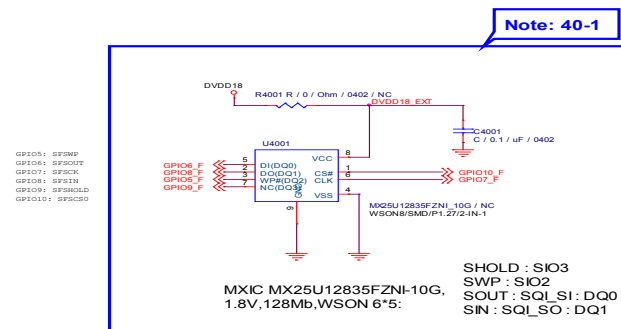 Note: 40-1
DVDD18
R4001 R / 0 / Ohm / 0402 / NC
DVDD18_EXT
C4001
C / 0.1 / uF / 0402
U4001
GPIO5: SFSWP
GPIO6: SFSOUT
GPIO7: SFSCK
GPIO8: SFSIN
GPIO9: SFSHOLD
GPIO10: SFSCS0
GPIO6_F 5 DI(DQ0) VCC 8
GPIO8_F 2 DO(DQ1) CS# 1 GPIO10_F
GPIO5_F 3 WP#(DQ2) CLK 6 GPIO7_F
GPIO9_F 7 NC(DQ3) VSS 4
9
MX25U12835FZNI_10G / NC
WSON8/SMD/P1.27/2-IN-1
MXIC MX25U12835FZNI-10G,
1.8V,128Mb,WSON 6*5:
SHOLD : SIO3
SWP : SIO2
SOUT : SQI_SI : DQ0
SIN : SQI_SO : DQ1